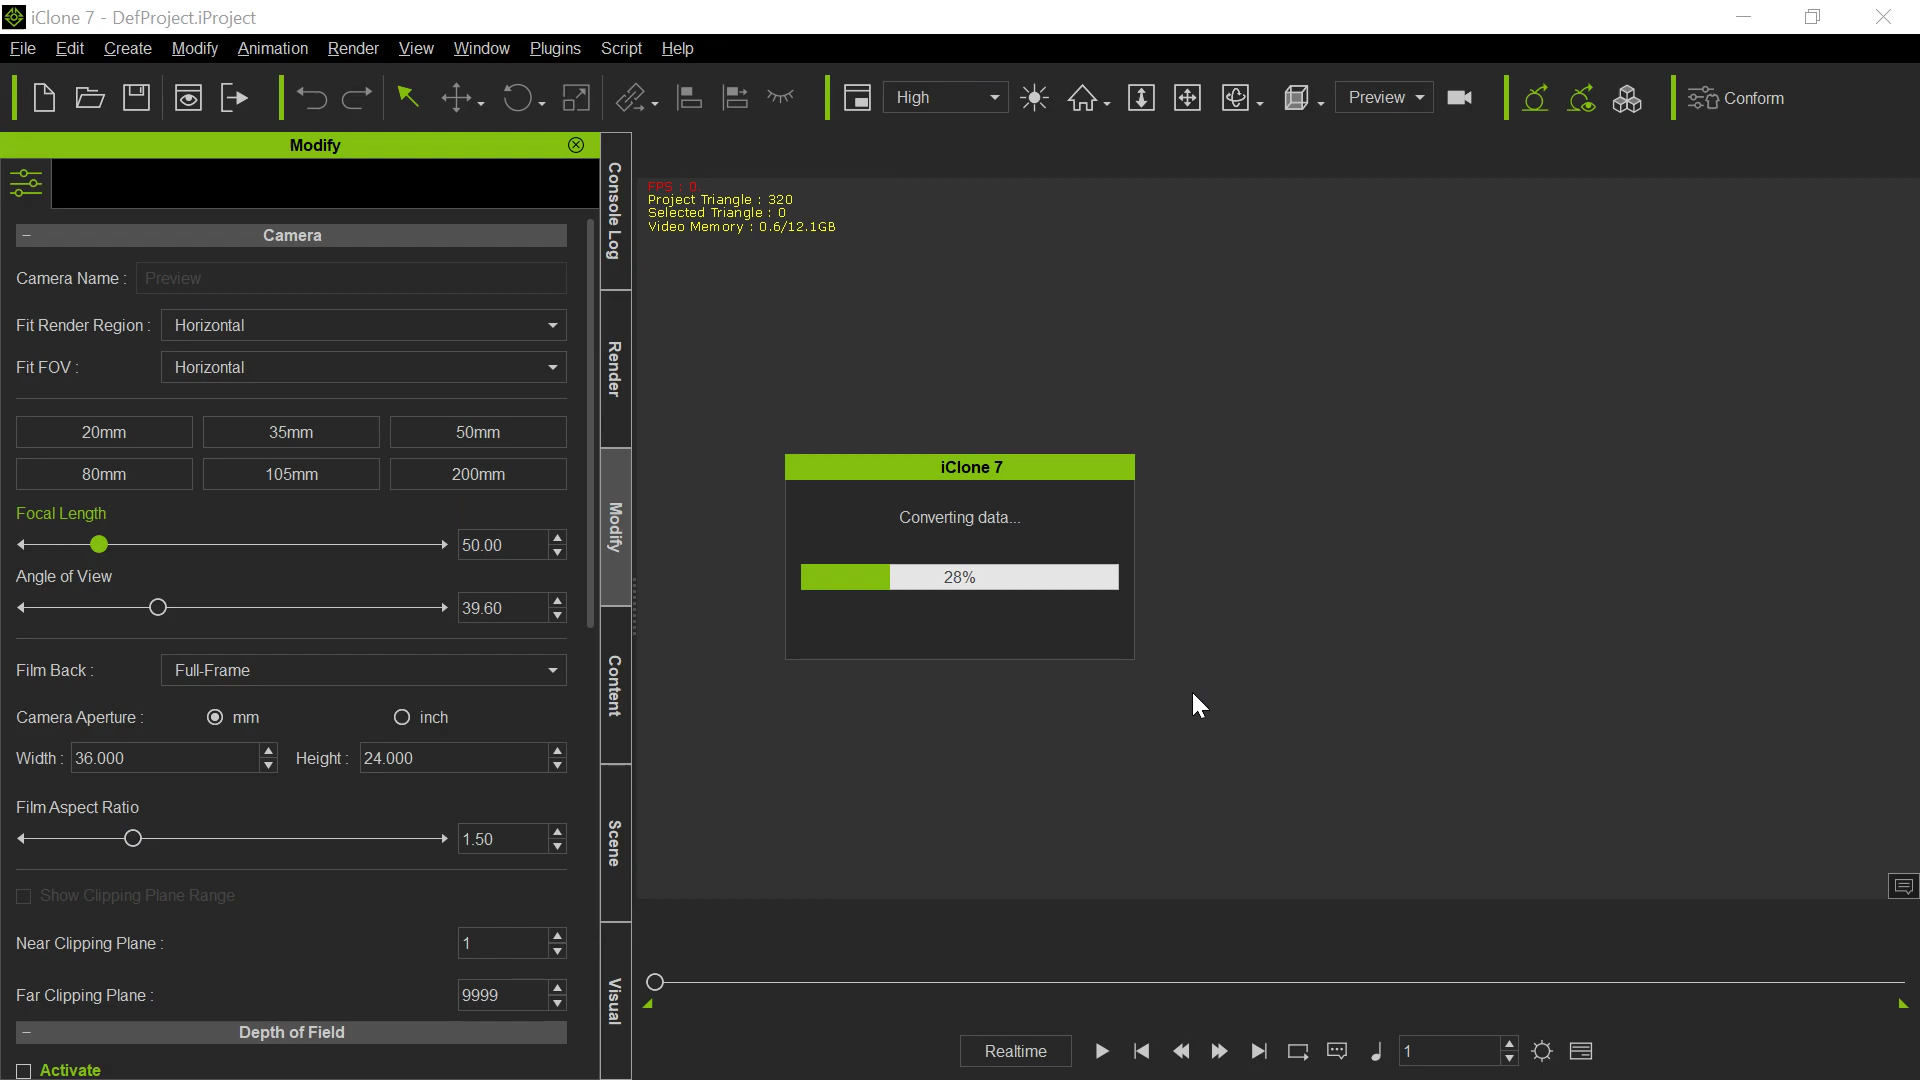 iClone 7 - DefProject.iProject
File Edit Create Modify Animation Render View Window Plugins Script Help
High Preview Conform
Modify
Camera
Camera Name : Preview
Fit Render Region : Horizontal
Fit FOV : Horizontal
20mm 35mm 50mm
80mm 105mm 200mm
Focal Length
50.00
Angle of View
39.60
Film Back : Full-Frame
Camera Aperture : mm inch
Width : 36.000 Height : 24.000
Film Aspect Ratio
1.50
Show Clipping Plane Range
Near Clipping Plane : 1
Far Clipping Plane : 9999
Depth of Field
Activate
Console Log
Render
Modify
Content
Scene
Visual
FPS : 0
Project Triangle : 320
Selected Triangle : 0
Video Memory : 0.6/12.1GB
iClone 7
Converting data...
28%
Realtime 1